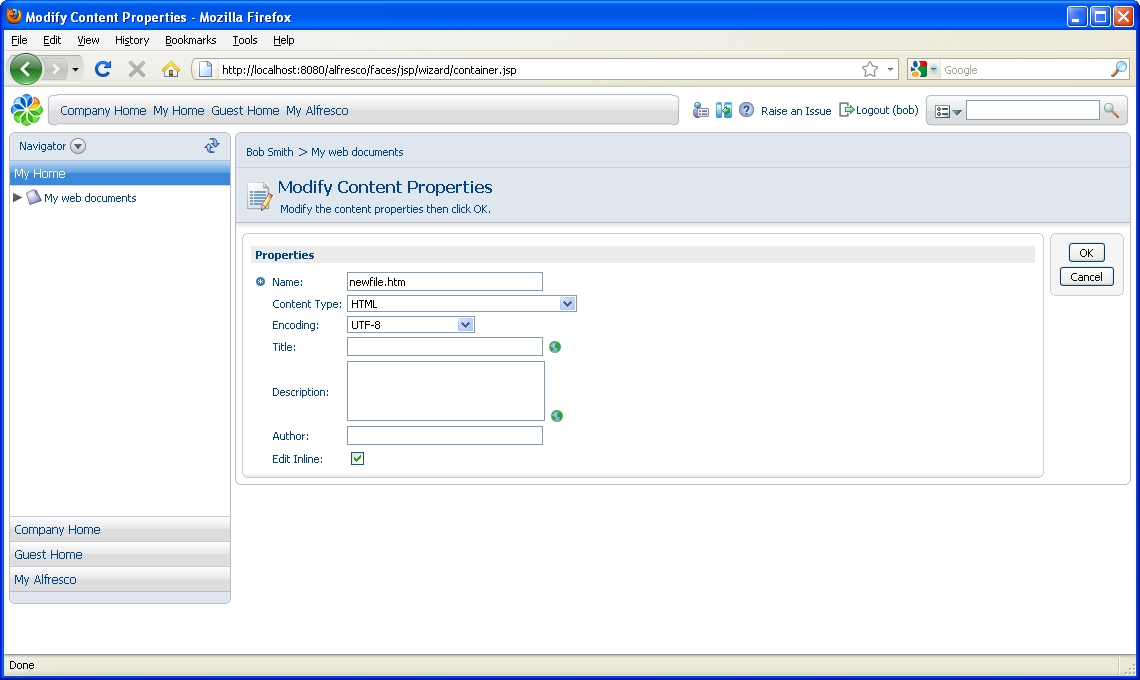 Modify Content Properties - Mozilla Firefox
File Edit View History Bookmarks Tools Help
http://localhost:8080/alfresco/faces/jsp/wizard/container.jsp
Google
Company Home My Home Guest Home My Alfresco
Raise an Issue Logout (bob)
Navigator
My Home
My web documents
Company Home
Guest Home
My Alfresco
Bob Smith > My web documents
Modify Content Properties
Modify the content properties then click OK.
Properties
Name: newfile.htm
Content Type: HTML
Encoding: UTF-8
Title:
Description:
Author:
Edit Inline:
OK
Cancel
Done